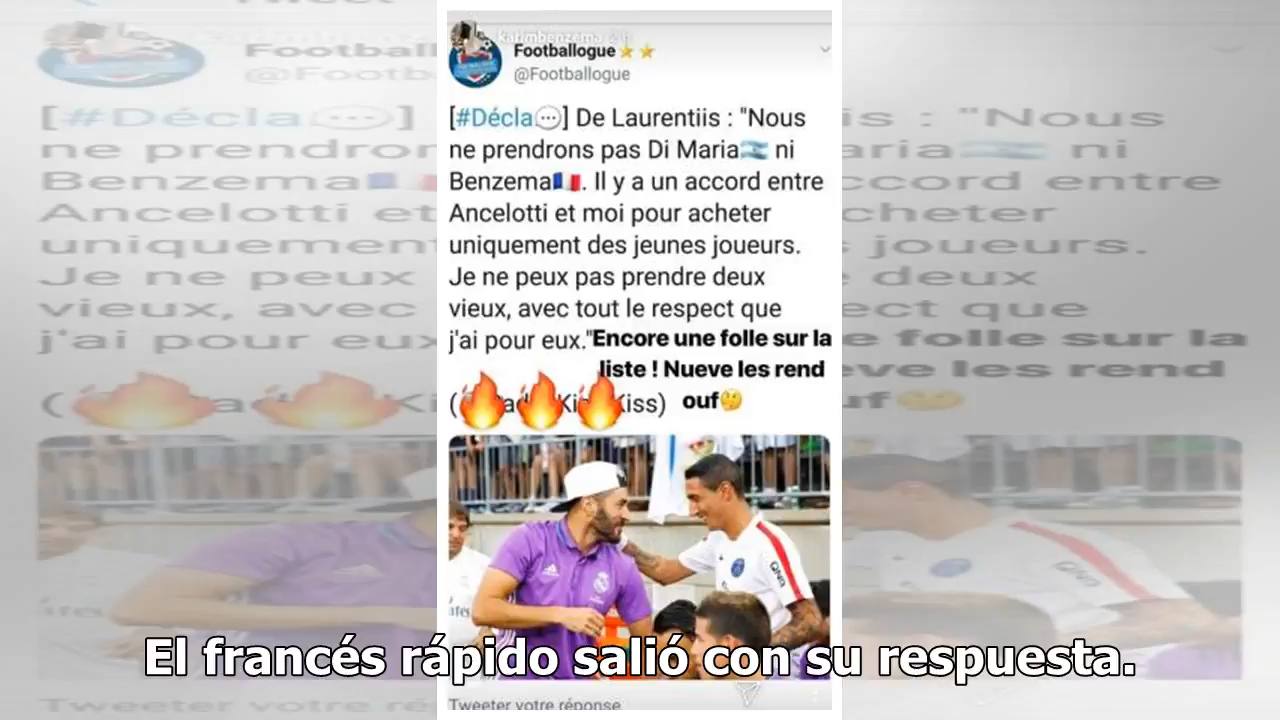 karimbenzema
Footballogue
@Footballogue
[#Décla💬] De Laurentiis : "Nous
ne prendrons pas Di Maria🇦🇷 ni
Benzema🇫🇷. Il y a un accord entre
Ancelotti et moi pour acheter
uniquement des jeunes joueurs.
Je ne peux pas prendre deux
vieux, avec tout le respect que
j'ai pour eux."
Encore une folle sur la
liste ! Nueve les rend
ouf🤔
Tweeter votre réponse
El francés rápido salió con su respuesta.